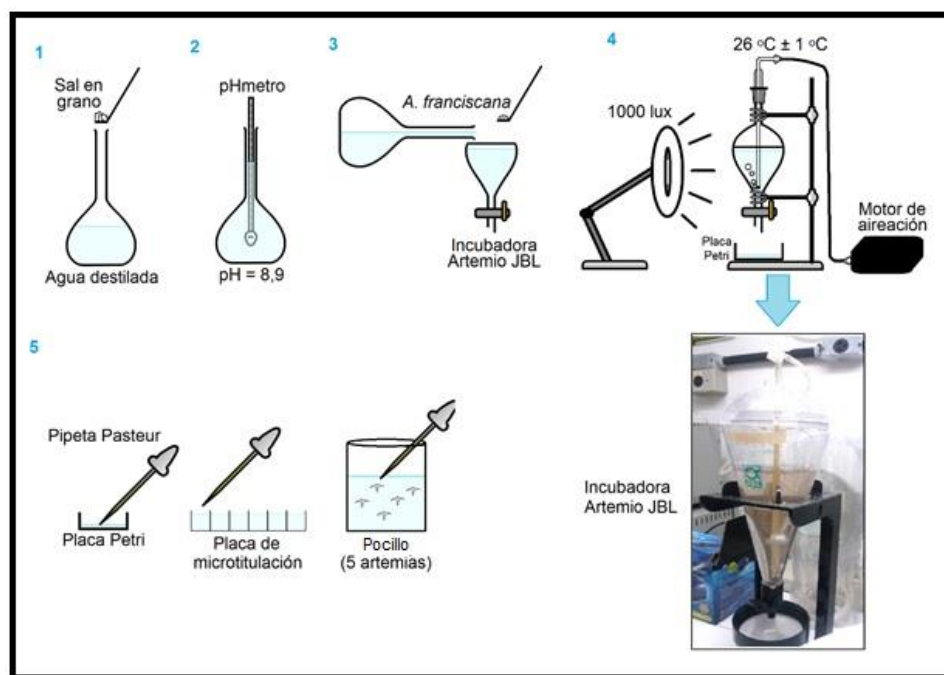 1
Sal en
grano
Agua destilada
2
pHmetro
pH = 8,9
3
A. franciscana
Incubadora
Artemio JBL
4
26 ºC ± 1 ºC
1000 lux
Placa
Petri
Motor de
aireación
5
Pipeta Pasteur
Placa Petri
Placa de
microtitulación
Pocillo
(5 artemias)
Incubadora
Artemio JBL